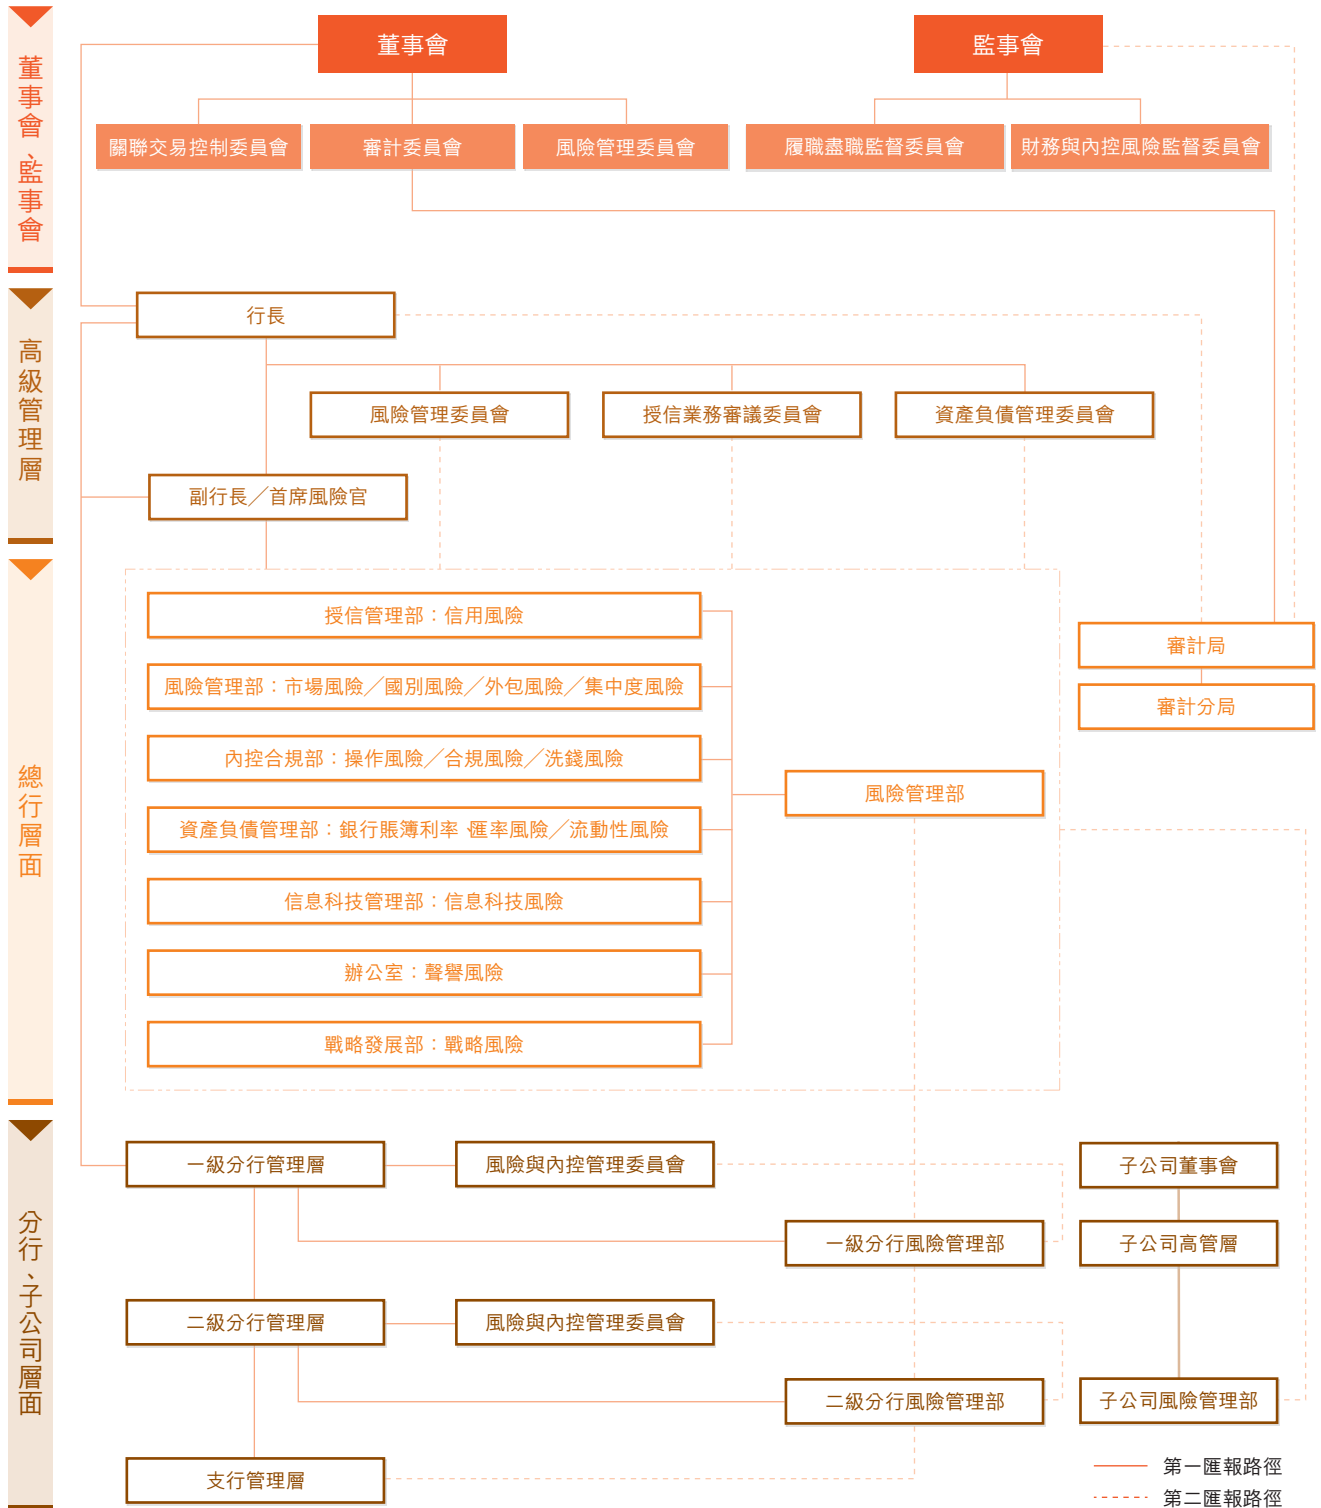 董事會、監事會
董事會
監事會
關聯交易控制委員會
審計委員會
風險管理委員會
履職盡職監督委員會
財務與內控風險監督委員會
高級管理層
行長
風險管理委員會
授信業務審議委員會
資產負債管理委員會
副行長╱首席風險官
總行層面
授信管理部：信用風險
風險管理部：市場風險╱國別風險╱外包風險╱集中度風險
內控合規部：操作風險╱合規風險╱洗錢風險
資產負債管理部：銀行賬簿利率、匯率風險╱流動性風險
信息科技管理部：信息科技風險
辦公室：聲譽風險
戰略發展部：戰略風險
風險管理部
審計局
審計分局
分行、子公司層面
一級分行管理層
風險與內控管理委員會
子公司董事會
一級分行風險管理部
子公司高管層
二級分行管理層
風險與內控管理委員會
二級分行風險管理部
子公司風險管理部
支行管理層
第一匯報路徑
第二匯報路徑